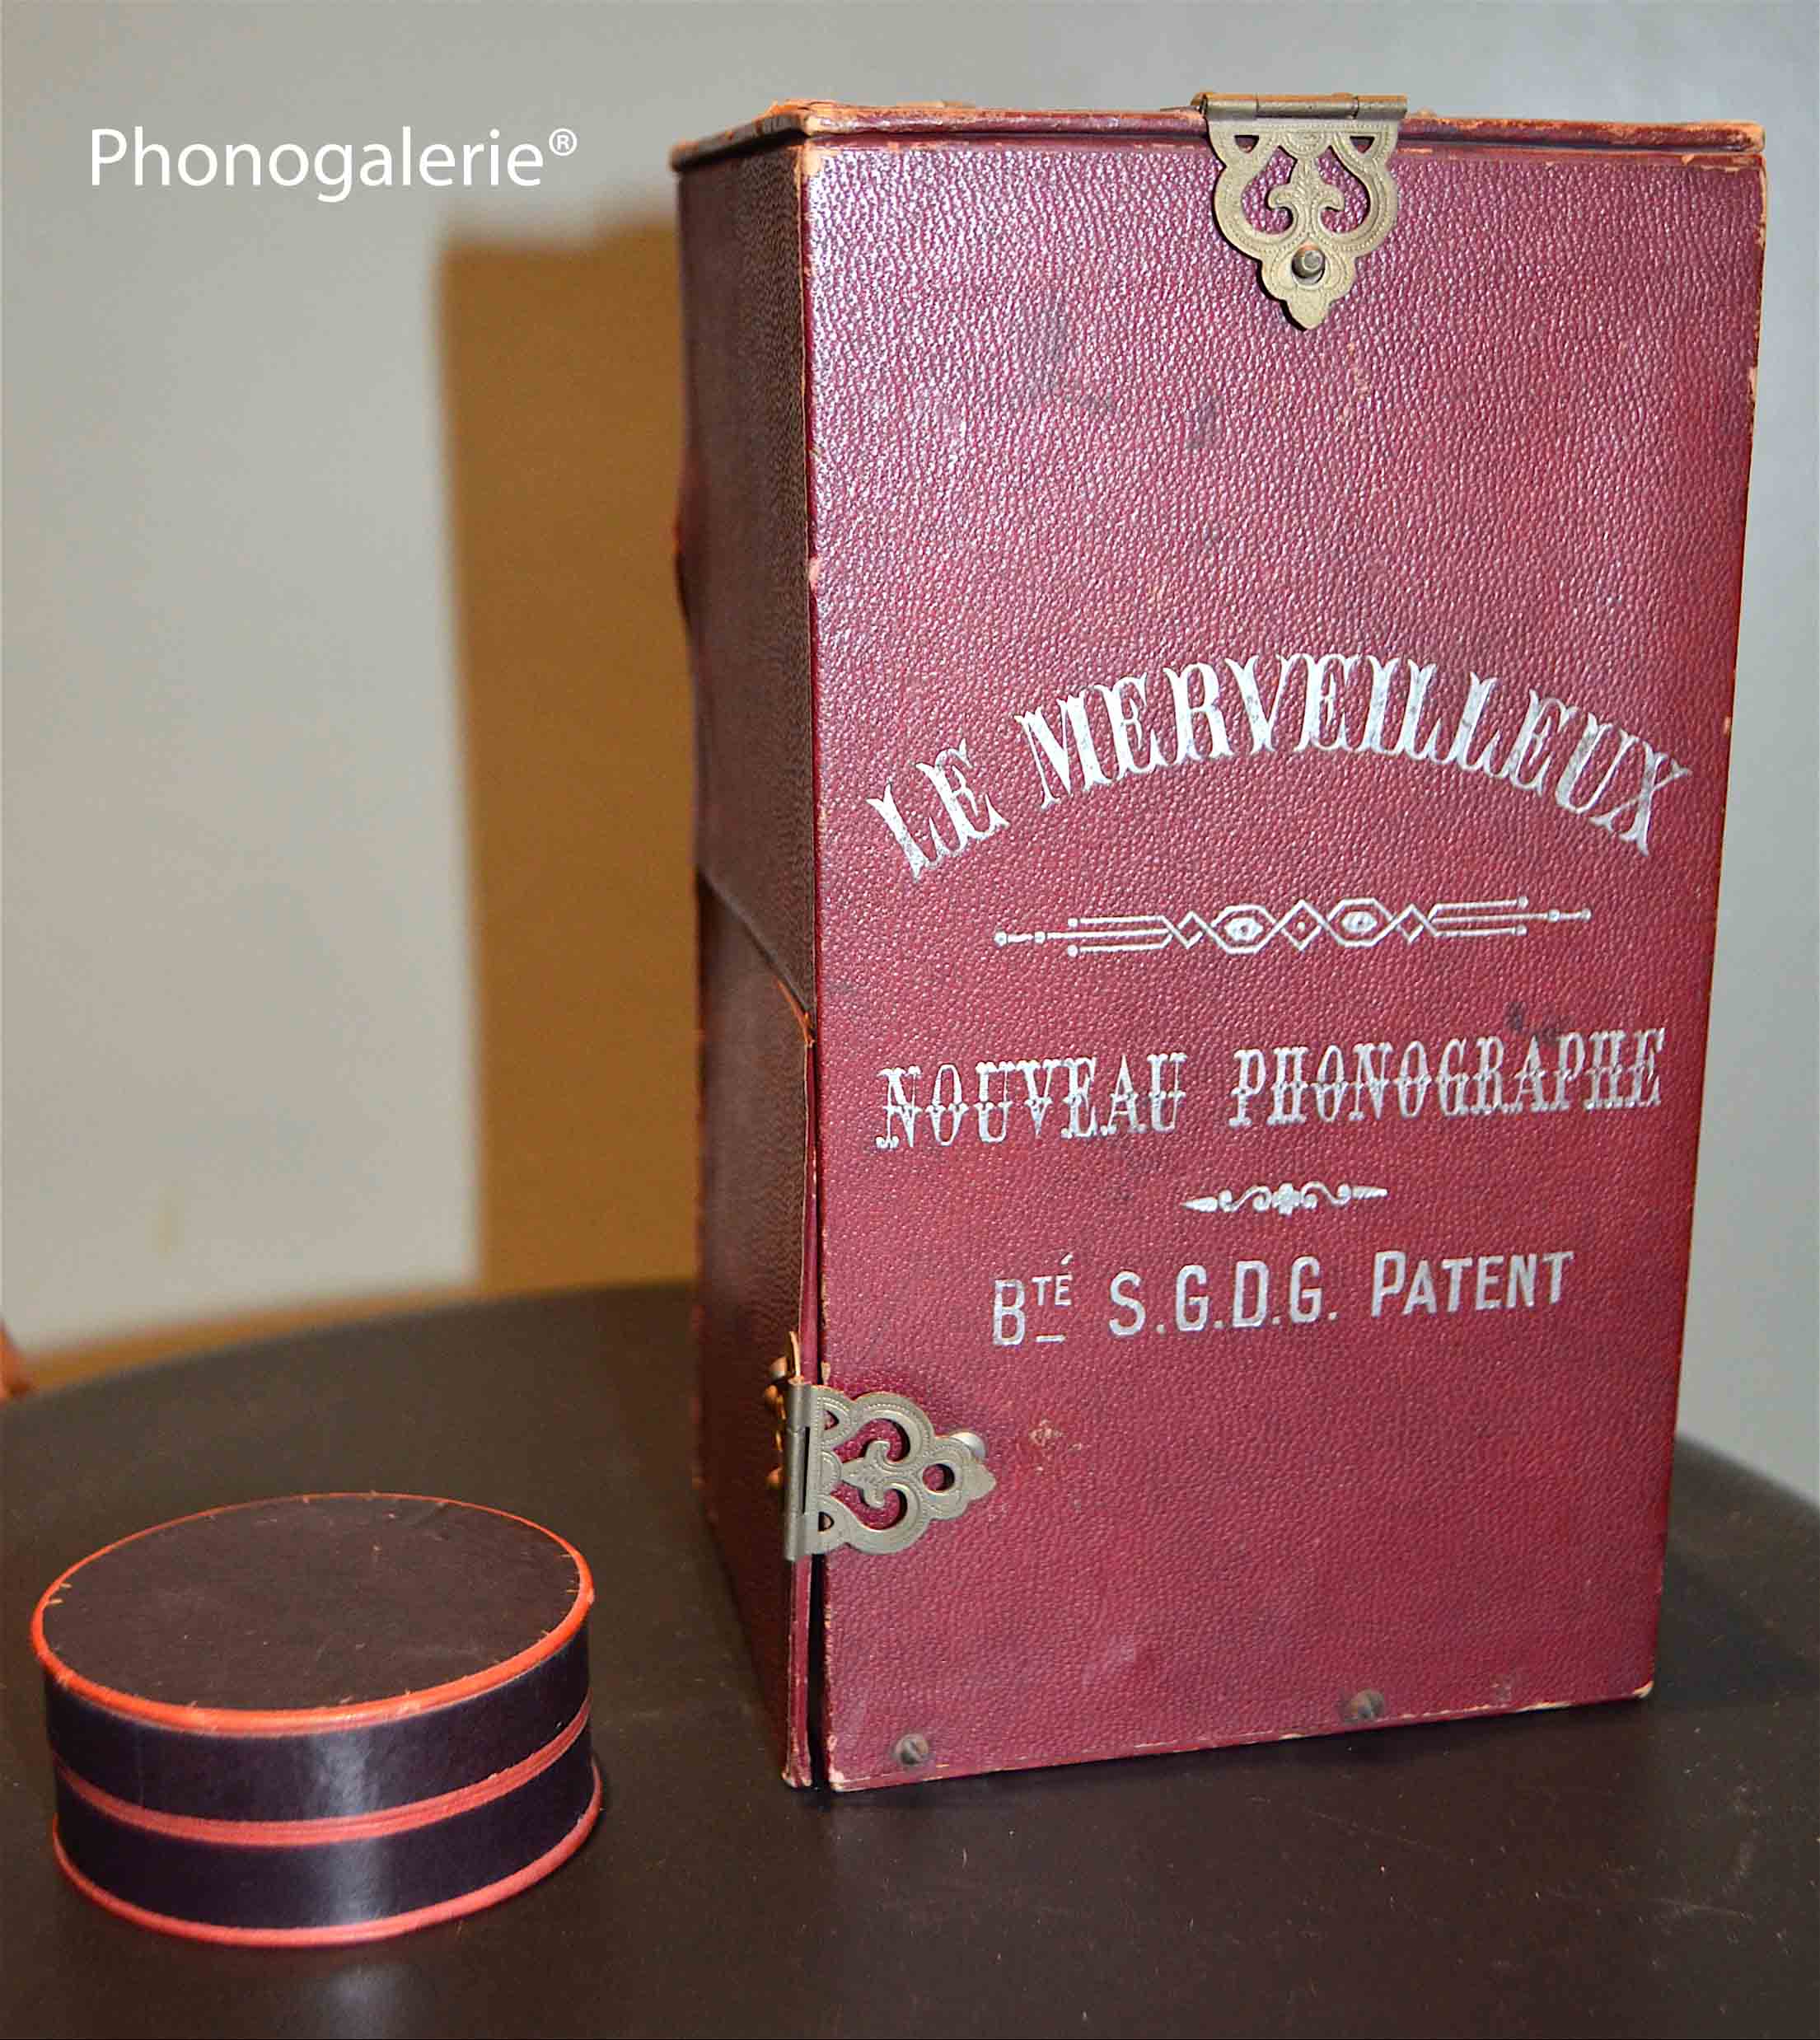 Phonogalerie®
LE MERVEILLEUX
NOUVEAU PHONOGRAPHE
BTÉ S.G.D.G. PATENT